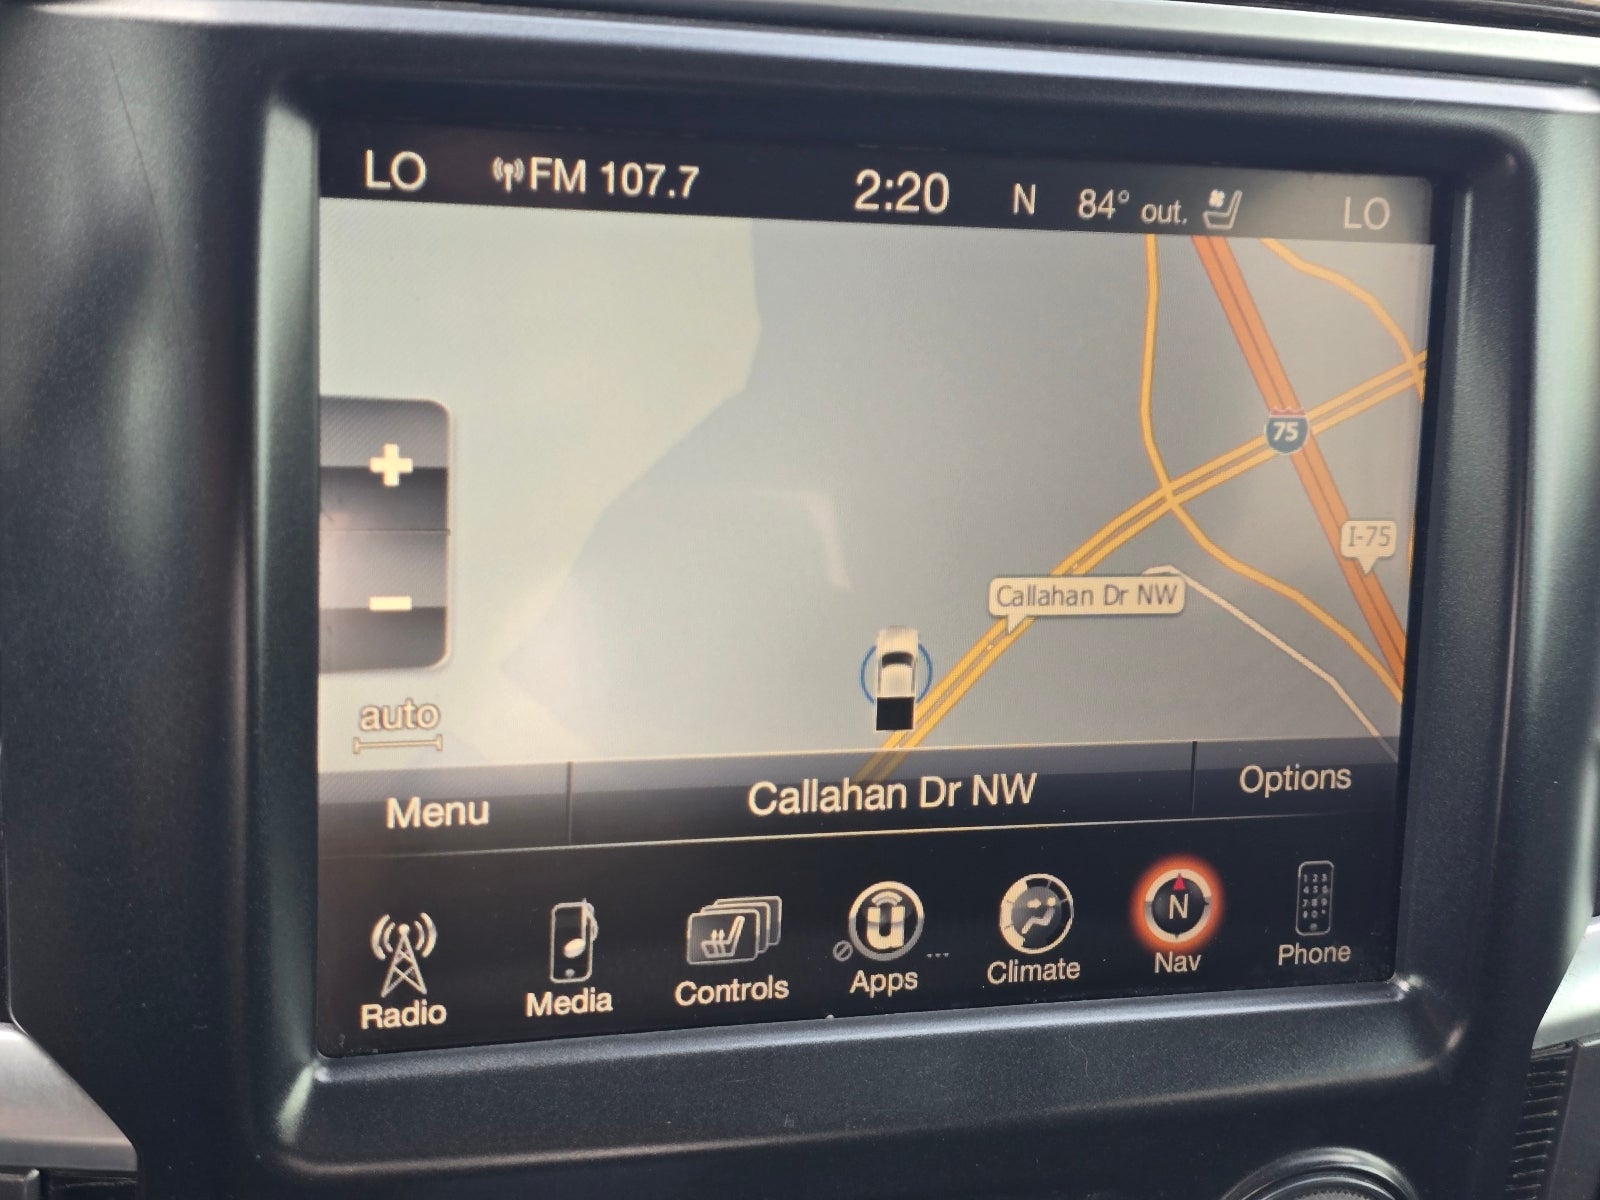 LO FM 107.7 2:20 N 84° out. LO
75
I-75
Callahan Dr NW
+
−
auto
Menu Callahan Dr NW Options
N
Radio Media Controls Apps ... Climate Nav Phone